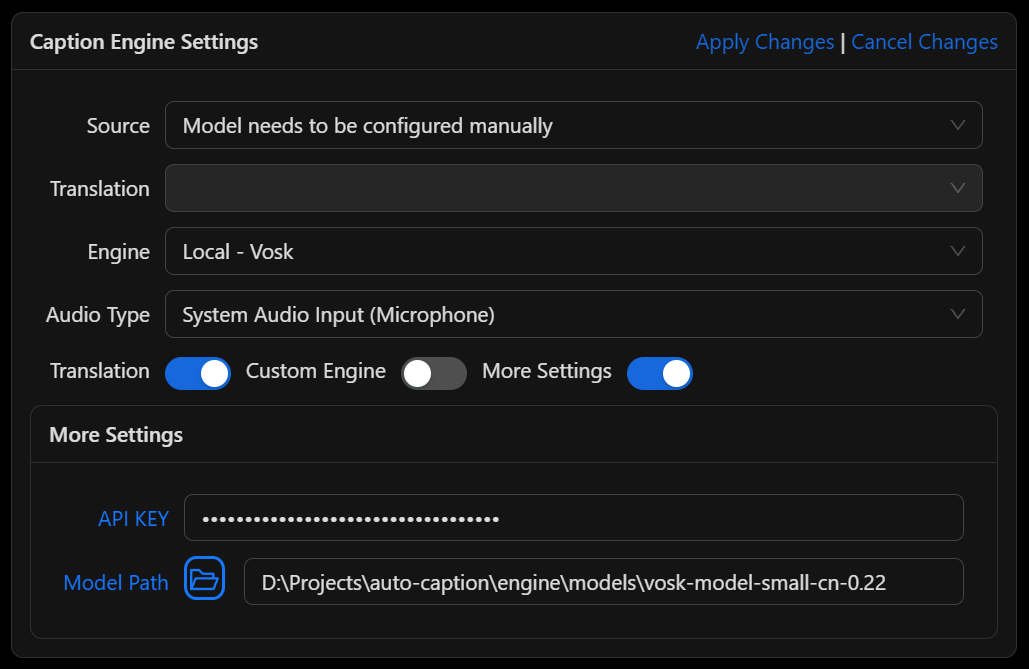 Caption Engine Settings
Apply Changes | Cancel Changes
Source Model needs to be configured manually
Translation
Engine Local - Vosk
Audio Type System Audio Input (Microphone)
Translation Custom Engine More Settings
More Settings
API KEY •••••••••••••••••••••••••••••••••••
Model Path D:\Projects\auto-caption\engine\models\vosk-model-small-cn-0.22